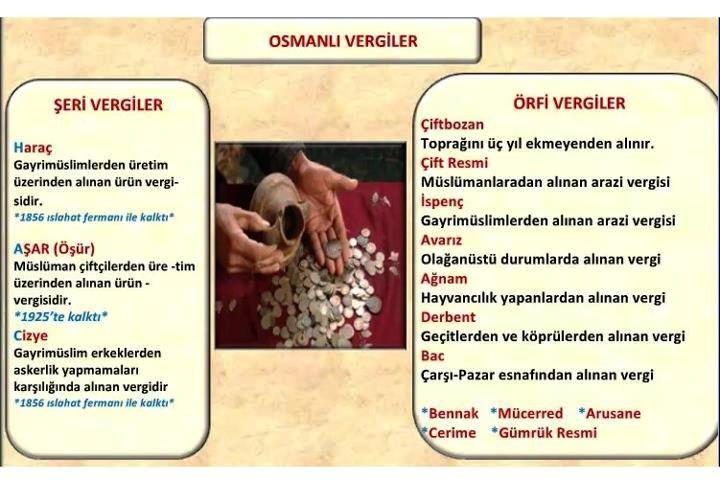 OSMANLI VERGİLER
ŞERİ VERGİLER
Haraç
Gayrimüslimlerden üretim
üzerinden alınan ürün vergi-
sidir.
*1856 ıslahat fermanı ile kalktı*
AŞAR (Öşür)
Müslüman çiftçilerden üre -tim
üzerinden alınan ürün -
vergisidir.
*1925'te kalktı*
Cizye
Gayrimüslim erkeklerden
askerlik yapmamaları
karşılığında alınan vergidir
*1856 ıslahat fermanı ile kalktı*
ÖRFİ VERGİLER
Çiftbozan
Toprağını üç yıl ekmeyenden alınır.
Çift Resmi
Müslümanlaradan alınan arazi vergisi
İspenç
Gayrimüslimlerden alınan arazi vergisi
Avarız
Olağanüstü durumlarda alınan vergi
Ağnam
Hayvancılık yapanlardan alınan vergi
Derbent
Geçitlerden ve köprülerden alınan vergi
Bac
Çarşı-Pazar esnafından alınan vergi
*Bennak *Mücerred *Arusane
*Cerime *Gümrük Resmi